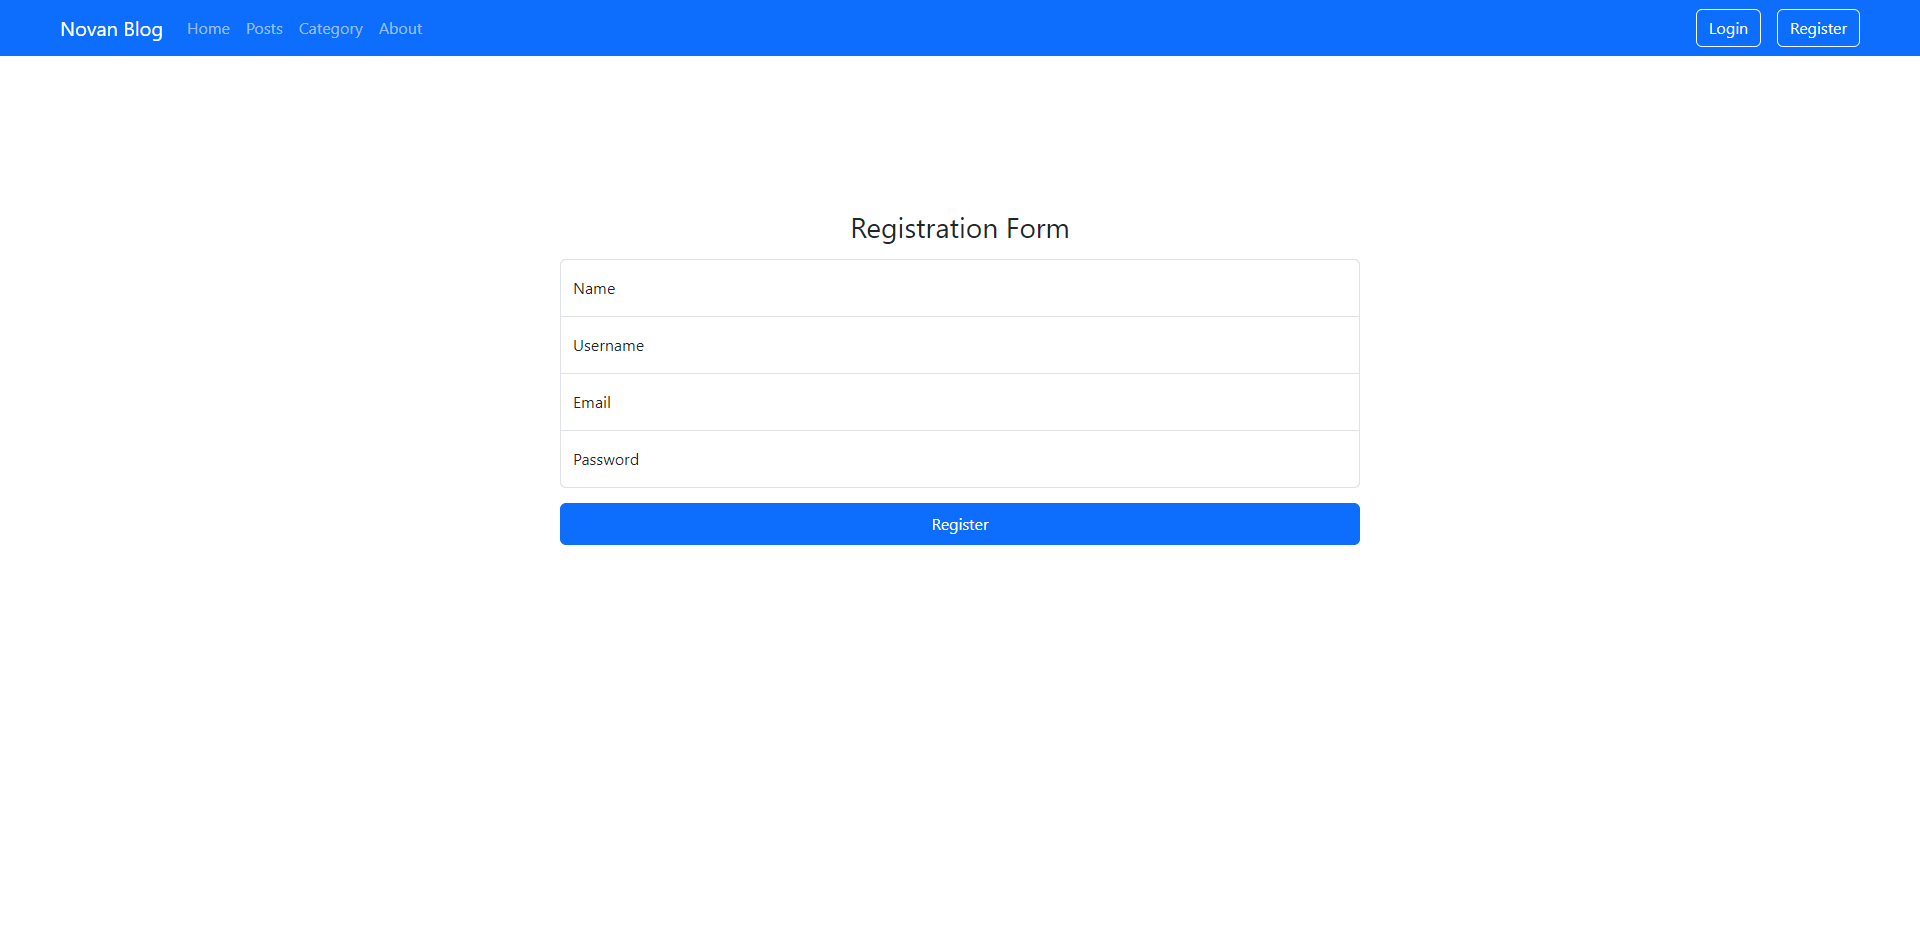 Novan Blog Home Posts Category About Login Register
Registration Form
Name
Username
Email
Password
Register